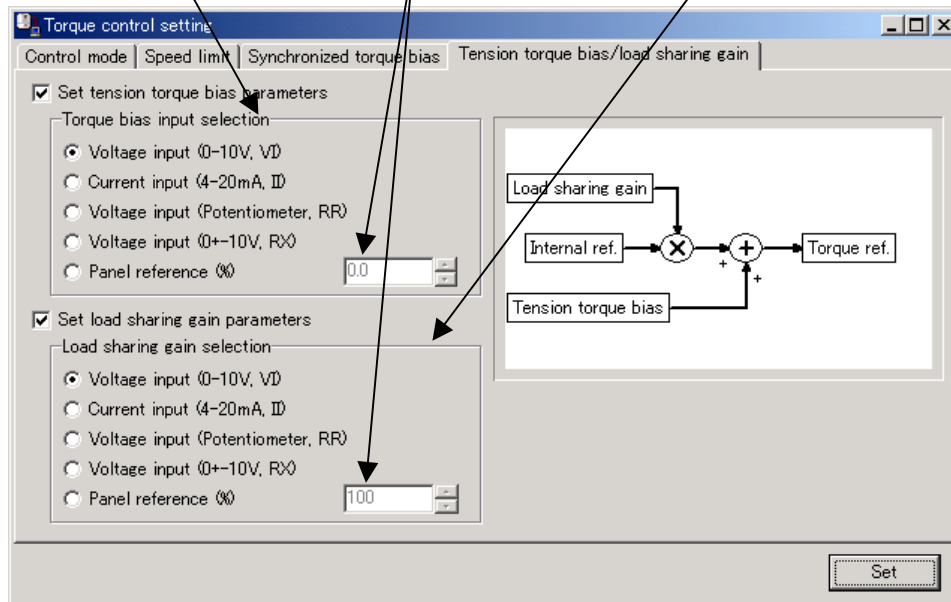 Torque control setting
Control mode Speed limit Synchronized torque bias Tension torque bias/load sharing gain
Set tension torque bias parameters
Torque bias input selection
Voltage input (0-10V, VI)
Current input (4-20mA, II)
Voltage input (Potentiometer, RR)
Voltage input (0+-10V, RX)
Panel reference (%) 0.0
Set load sharing gain parameters
Load sharing gain selection
Voltage input (0-10V, VI)
Current input (4-20mA, II)
Voltage input (Potentiometer, RR)
Voltage input (0+-10V, RX)
Panel reference (%) 100
Load sharing gain
Internal ref. × + Torque ref.
+ +
Tension torque bias
Set